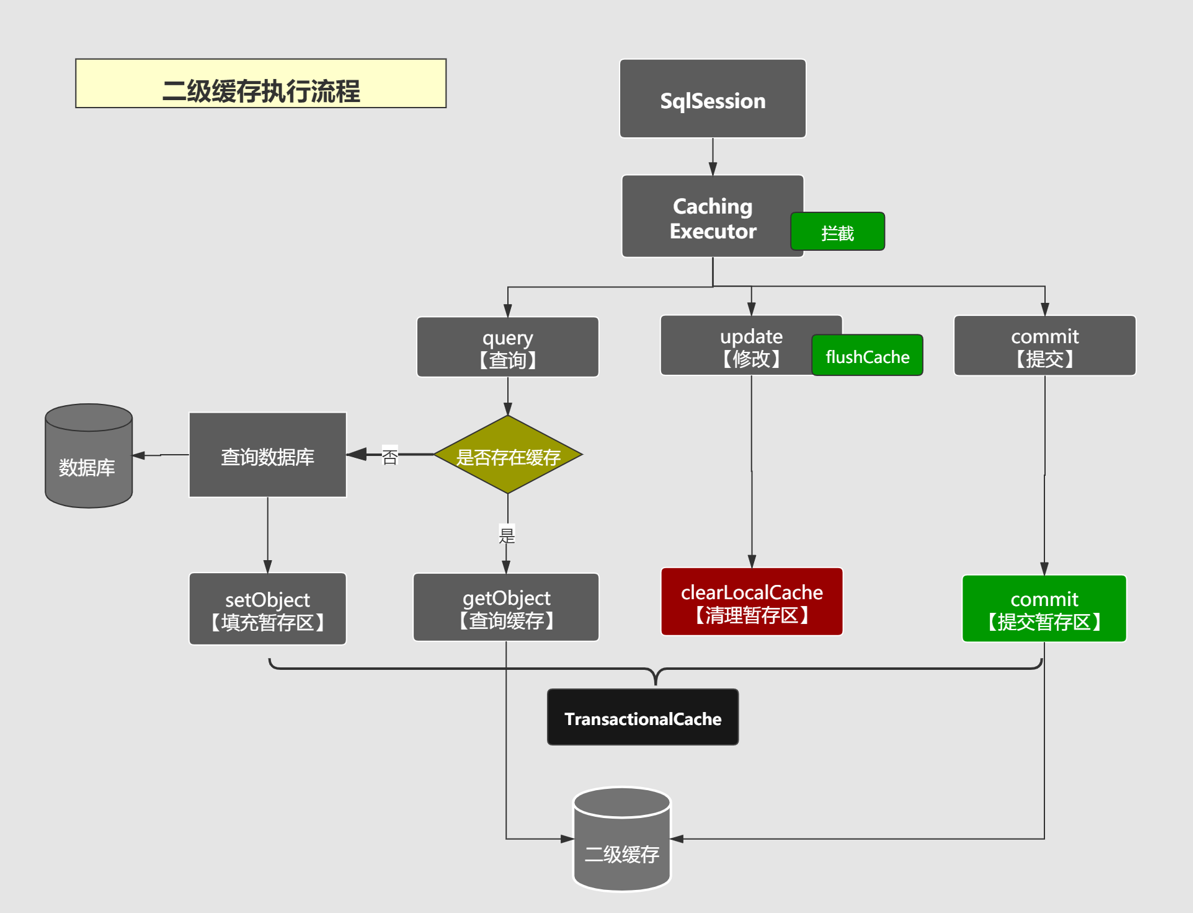 二级缓存执行流程
SqlSession
Caching
Executor
拦截
query
【查询】
update
【修改】
flushCache
commit
【提交】
数据库
查询数据库
否
是否存在缓存
是
setObject
【填充暂存区】
getObject
【查询缓存】
clearLocalCache
【清理暂存区】
commit
【提交暂存区】
TransactionalCache
二级缓存